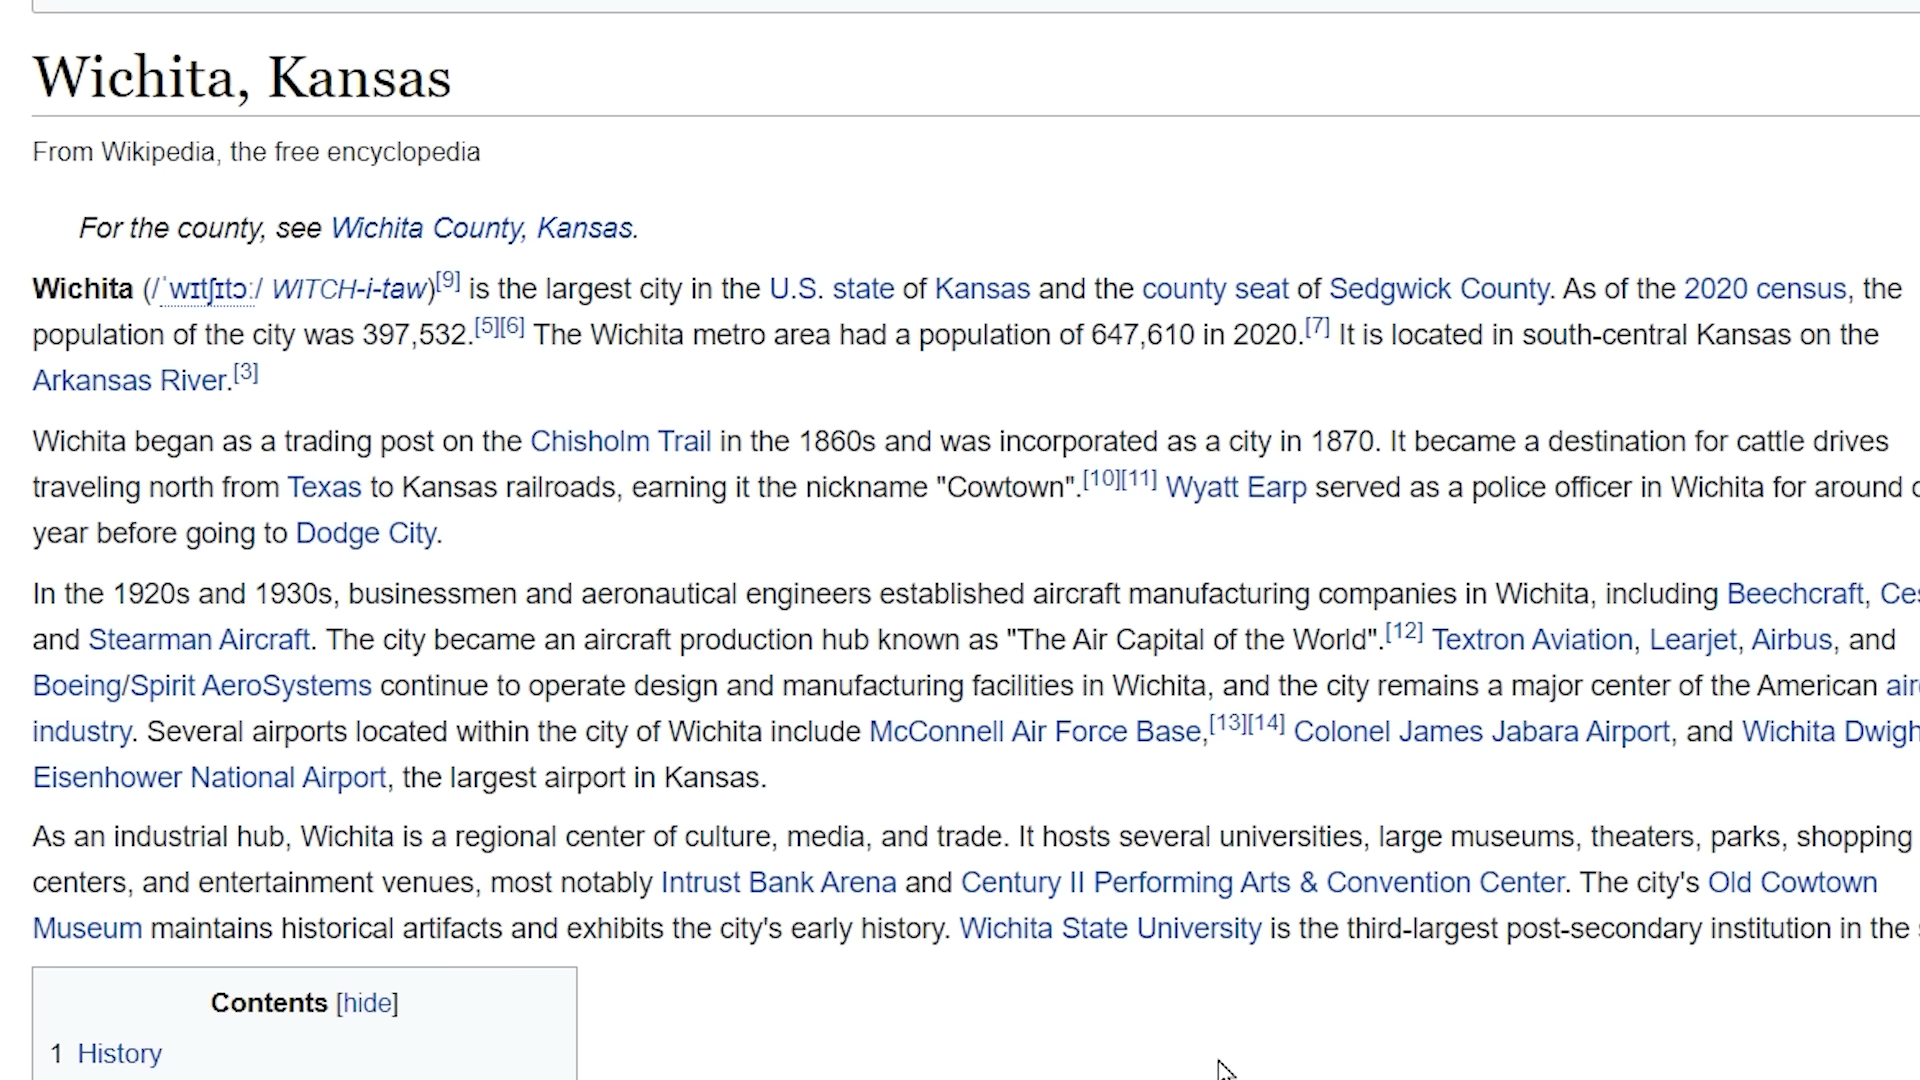 Wichita, Kansas
From Wikipedia, the free encyclopedia
For the county, see Wichita County, Kansas.
Wichita (/ˈwɪtʃɪtɔː/ WITCH-i-taw)[9] is the largest city in the U.S. state of Kansas and the county seat of Sedgwick County. As of the 2020 census, the
population of the city was 397,532.[5][6] The Wichita metro area had a population of 647,610 in 2020.[7] It is located in south-central Kansas on the
Arkansas River.[3]
Wichita began as a trading post on the Chisholm Trail in the 1860s and was incorporated as a city in 1870. It became a destination for cattle drives
traveling north from Texas to Kansas railroads, earning it the nickname "Cowtown".[10][11] Wyatt Earp served as a police officer in Wichita for around
year before going to Dodge City.
In the 1920s and 1930s, businessmen and aeronautical engineers established aircraft manufacturing companies in Wichita, including Beechcraft,
and Stearman Aircraft. The city became an aircraft production hub known as "The Air Capital of the World".[12] Textron Aviation, Learjet, Airbus, and
Boeing/Spirit AeroSystems continue to operate design and manufacturing facilities in Wichita, and the city remains a major center of the American
industry. Several airports located within the city of Wichita include McConnell Air Force Base,[13][14] Colonel James Jabara Airport, and Wichita
Eisenhower National Airport, the largest airport in Kansas.
As an industrial hub, Wichita is a regional center of culture, media, and trade. It hosts several universities, large museums, theaters, parks, shopping
centers, and entertainment venues, most notably Intrust Bank Arena and Century II Performing Arts & Convention Center. The city's Old Cowtown
Museum maintains historical artifacts and exhibits the city's early history. Wichita State University is the third-largest post-secondary institution in the
Contents [hide]
1 History